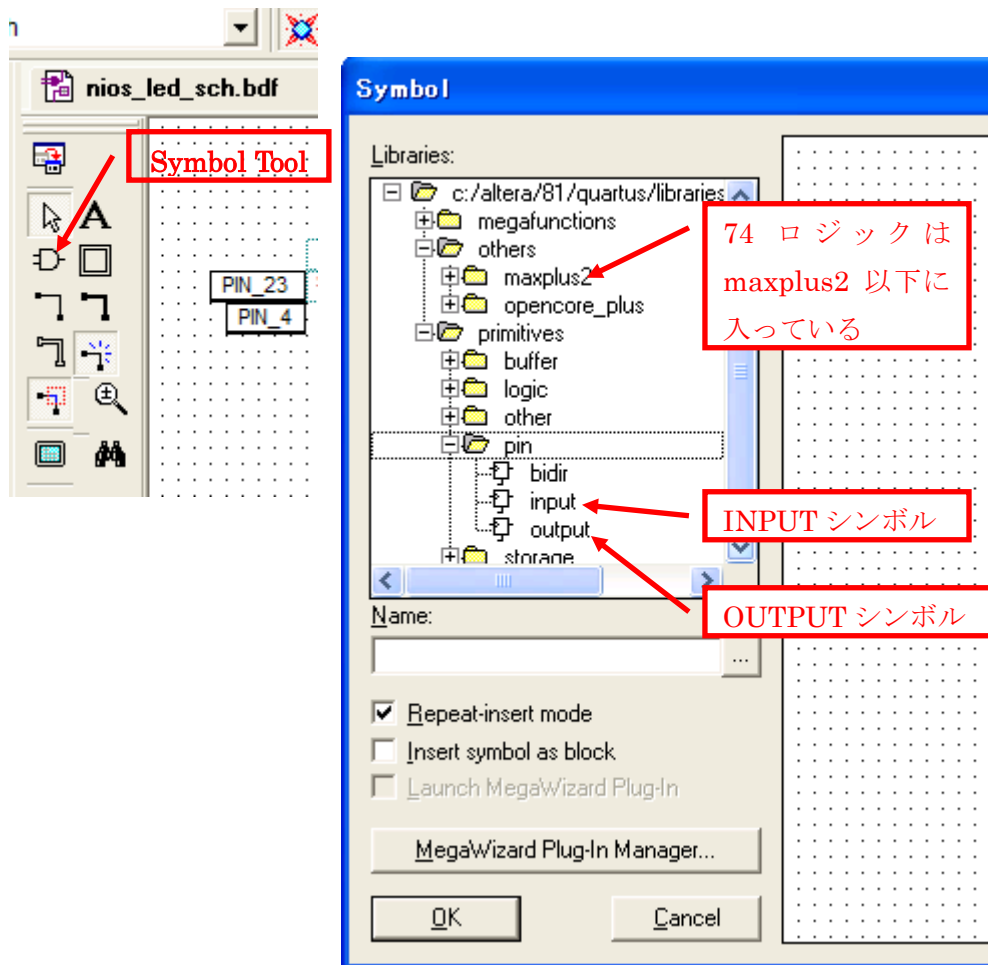 n
nios_led_sch.bdf
Symbol Tool
A
PIN_23
PIN_4
Symbol
Libraries:
c:/altera/81/quartus/libraries
megafunctions
others
maxplus2
opencore_plus
primitives
buffer
logic
other
pin
bidir
input
output
storage
74 ロジックは
maxplus2 以下に
入っている
INPUT シンボル
OUTPUT シンボル
Name:
...
Repeat-insert mode
Insert symbol as block
Launch MegaWizard Plug-In
MegaWizard Plug-In Manager...
OK
Cancel